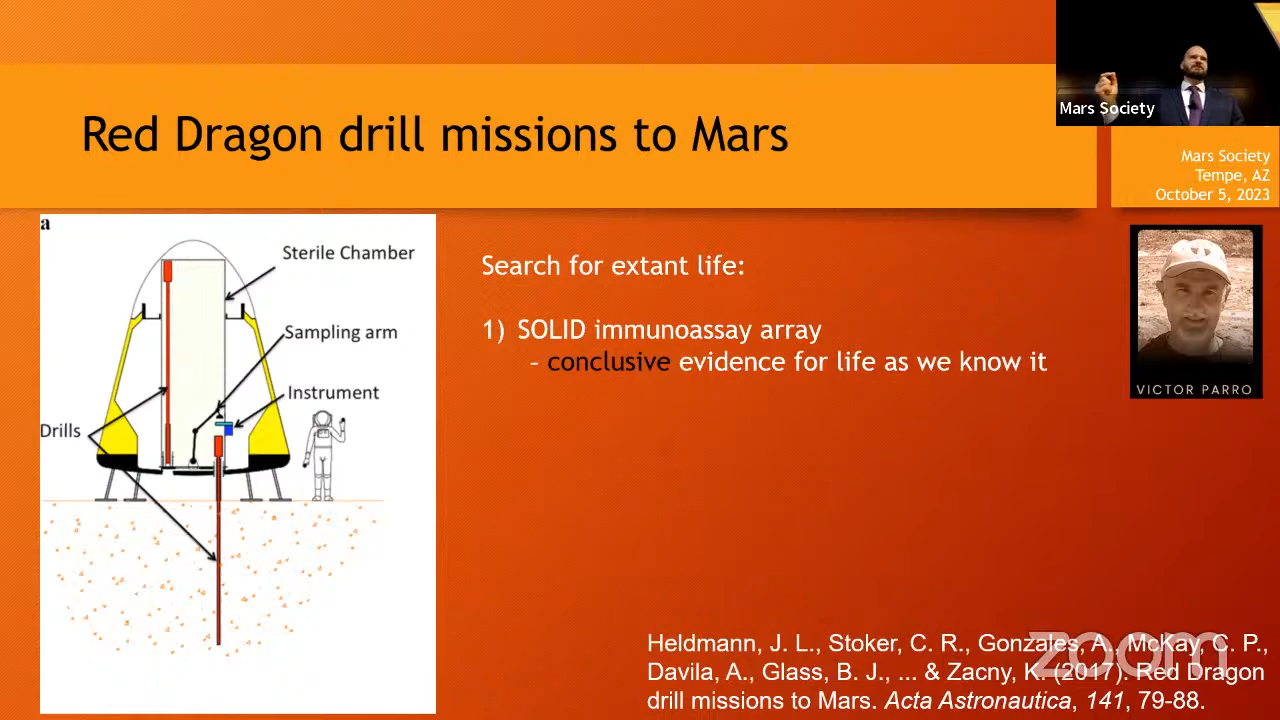 Red Dragon drill missions to Mars
Mars Society
Mars Society
Tempe, AZ
October 5, 2023
a
Sterile Chamber
Sampling arm
Instrument
Drills
Search for extant life:
1) SOLID immunoassay array
– conclusive evidence for life as we know it
VICTOR PARRO
Heldmann, J. L., Stoker, C. R., Gonzales, A., McKay, C. P.,
Davila, A., Glass, B. J., ... & Zacny, K. (2017). Red Dragon
drill missions to Mars. Acta Astronautica, 141, 79-88.
zoom